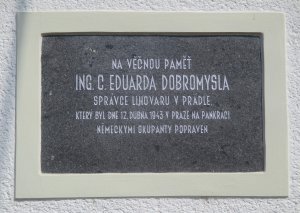 NA VĚČNOU PAMĚŤ
ING. C. EDUARDA DOBROMYSLA
SPRÁVCE LIHOVARU V PRÁDLE,
KTERÝ BYL DNE 12. DUBNA 1943 V PRAZE NA PANKRÁCI
NĚMECKÝMI OKUPANTY POPRAVEN